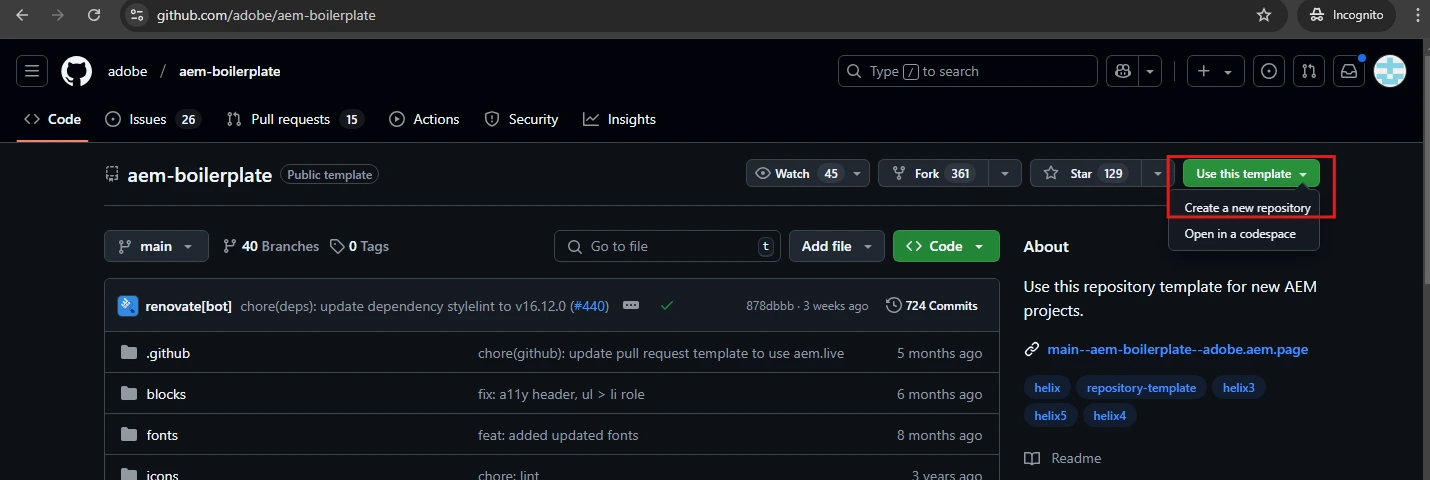 github.com/adobe/aem-boilerplate
Incognito
adobe / aem-boilerplate
Type / to search
Code
Issues 26
Pull requests 15
Actions
Security
Insights
aem-boilerplate Public template
Watch 45
Fork 361
Star 129
Use this template
Create a new repository
Open in a codespace
main
40 Branches
0 Tags
Go to file t
Add file
Code
renovate[bot] chore(deps): update dependency stylelint to v16.12.0 (#440)
878dbbb · 3 weeks ago
724 Commits
.github chore(github): update pull request template to use aem.live 5 months ago
blocks fix: a11y header, ul > li role 6 months ago
fonts feat: added updated fonts 8 months ago
icons chore: lint 3 years ago
About
Use this repository template for new AEM
projects.
main--aem-boilerplate--adobe.aem.page
helix repository-template helix3
helix5 helix4
Readme